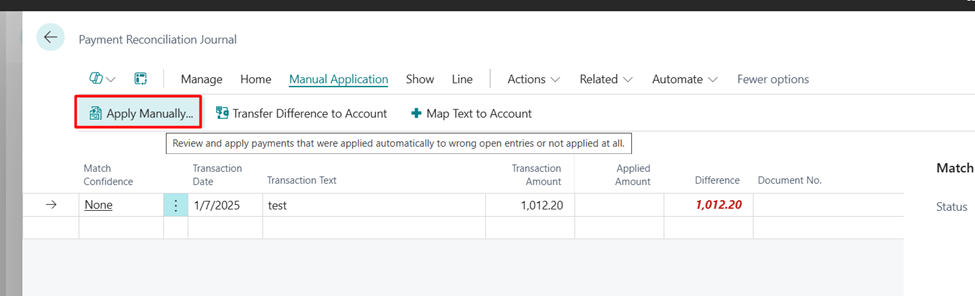 Payment Reconciliation Journal
Manage Home Manual Application Show Line Actions Related Automate Fewer options
Apply Manually... Transfer Difference to Account Map Text to Account
Review and apply payments that were applied automatically to wrong open entries or not applied at all.
Match Confidence Transaction Date Transaction Text Transaction Amount Applied Amount Difference Document No.
None 1/7/2025 test 1,012.20 1,012.20
Match
Status